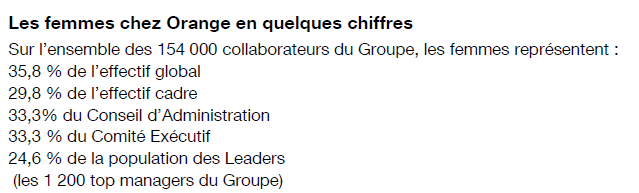 Les femmes chez Orange en quelques chiffres
Sur l'ensemble des 154 000 collaborateurs du Groupe, les femmes représentent :
35,8 % de l'effectif global
29,8 % de l'effectif cadre
33,3% du Conseil d'Administration
33,3 % du Comité Exécutif
24,6 % de la population des Leaders
(les 1 200 top managers du Groupe)